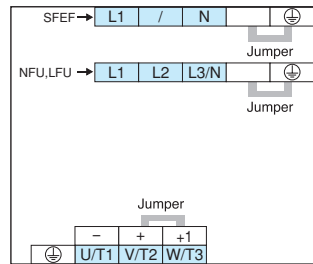 SFEF L1 / N
Jumper
NFU,LFU L1 L2 L3/N
Jumper
Jumper
− + +1
U/T1 V/T2 W/T3